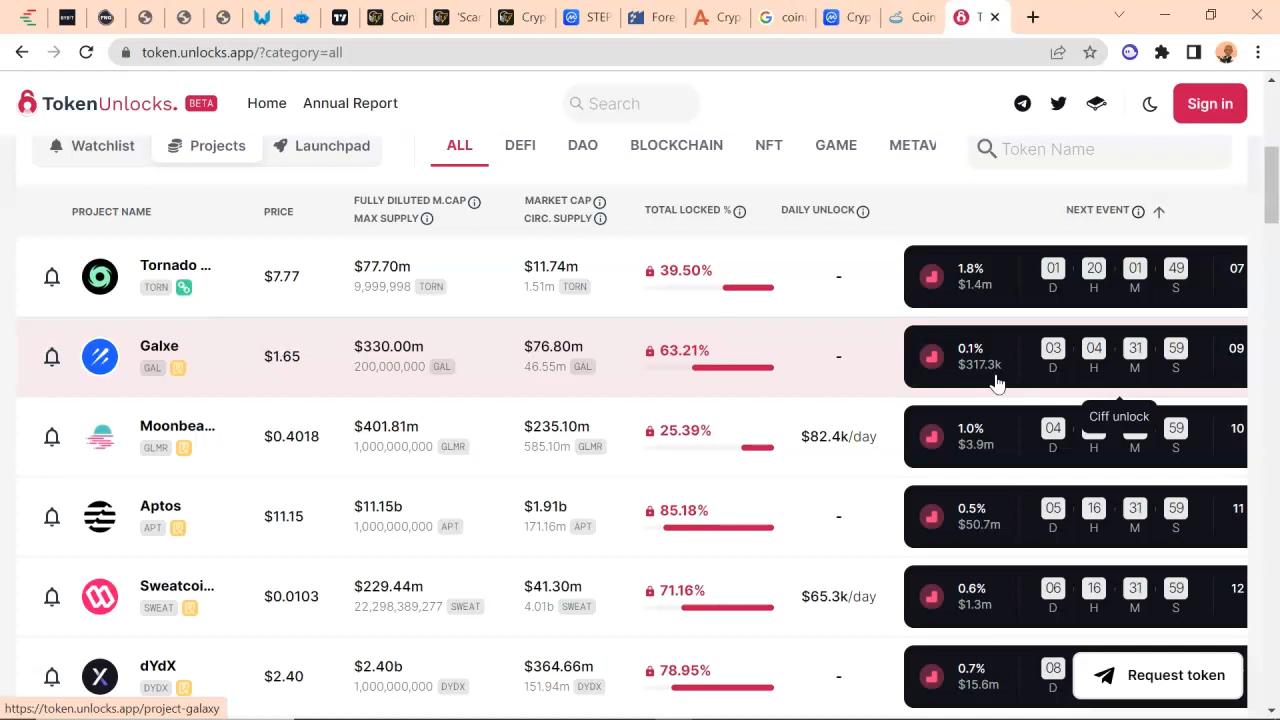 Coin
'Scar
Cryp
STEP
Fore
Cryp
coin
Cryp
Coin
T
token.unlocks.app/?category=all
TokenUnlocks. BETA
Home
Annual Report
Search
Sign in
Watchlist
Projects
Launchpad
ALL
DEFI
DAO
BLOCKCHAIN
NFT
GAME
METAV
Token Name
PROJECT NAME
PRICE
FULLY DILUTED M.CAP
MAX SUPPLY
MARKET CAP
CIRC. SUPPLY
TOTAL LOCKED %
DAILY UNLOCK
NEXT EVENT
Tornado ...
TORN
$7.77
$77.70m
9,999,998 TORN
$11.74m
1.51m TORN
39.50%
-
1.8%
$1.4m
01 20 01 49
D H M S
07
Galxe
GAL
$1.65
$330.00m
200,000,000 GAL
$76.80m
46.55m GAL
63.21%
-
0.1%
$317.3k
03 04 31 59
D H M S
09
Ciff unlock
Moonbea...
GLMR
$0.4018
$401.81m
1,000,000,000 GLMR
$235.10m
585.10m GLMR
25.39%
$82.4k/day
1.0%
$3.9m
04 59
D H M S
10
Aptos
APT
$11.15
$11.15b
1,000,000,000 APT
$1.91b
171.16m APT
85.18%
-
0.5%
$50.7m
05 16 31 59
D H M S
11
Sweatcoi...
SWEAT
$0.0103
$229.44m
22,298,389,277 SWEAT
$41.30m
4.01b SWEAT
71.16%
$65.3k/day
0.6%
$1.3m
06 16 31 59
D H M S
12
dYdX
DYDX
$2.40
$2.40b
1,000,000,000 DYDX
$364.66m
151.94m DYDX
78.95%
-
0.7%
$15.6m
08
D
Request token
https://token.unlocks.app/project-galaxy